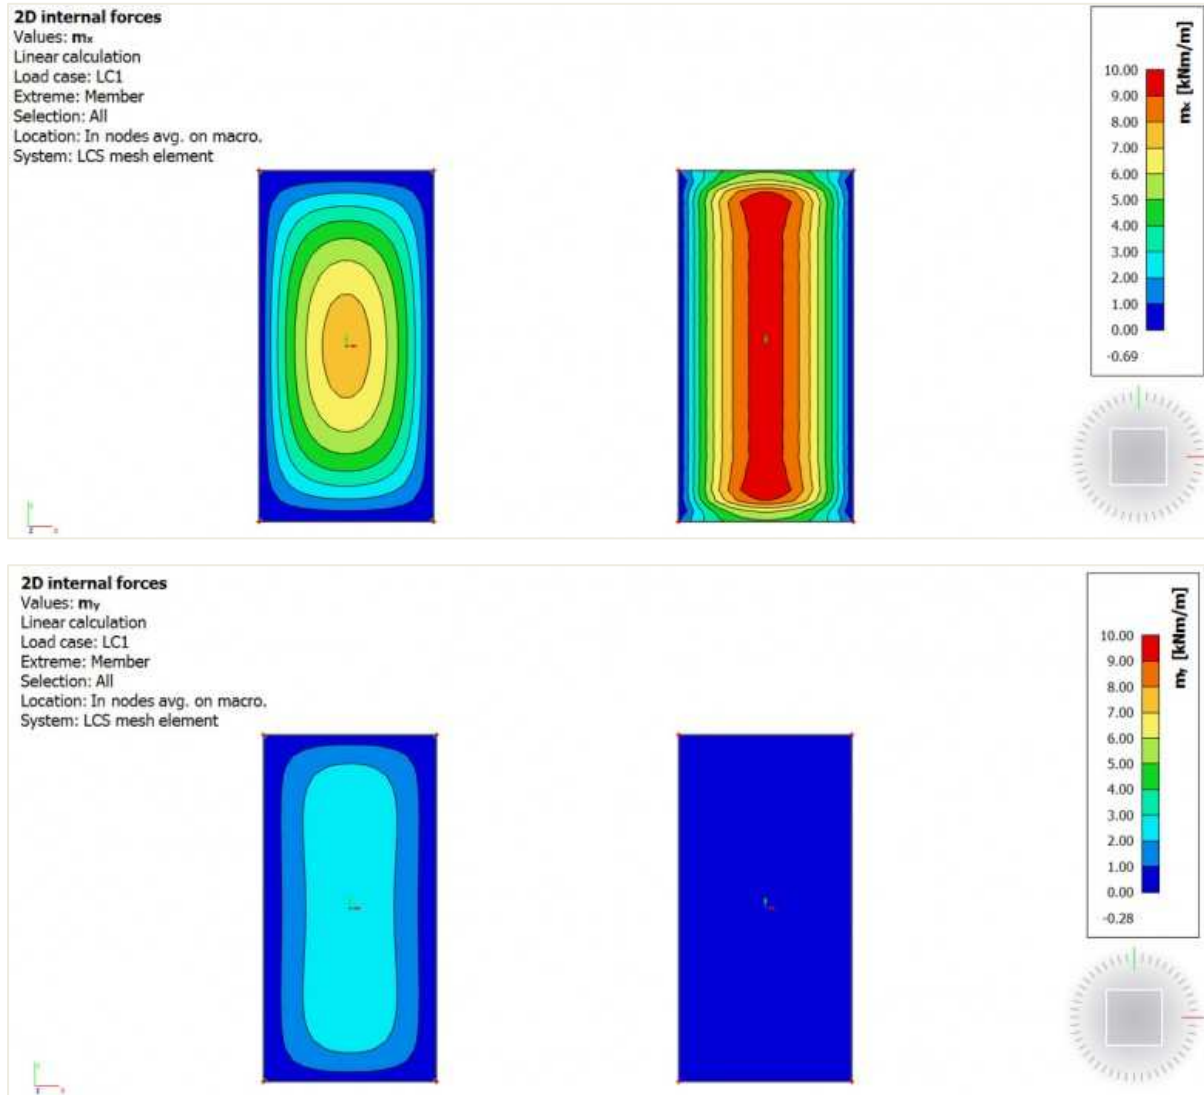 2D internal forces
Values: mx
Linear calculation
Load case: LC1
Extreme: Member
Selection: All
Location: In nodes avg. on macro.
System: LCS mesh element
mx [kNm/m]
10.00
9.00
8.00
7.00
6.00
5.00
4.00
3.00
2.00
1.00
0.00
-0.69
2D internal forces
Values: my
Linear calculation
Load case: LC1
Extreme: Member
Selection: All
Location: In nodes avg. on macro.
System: LCS mesh element
my [kNm/m]
10.00
9.00
8.00
7.00
6.00
5.00
4.00
3.00
2.00
1.00
0.00
-0.28